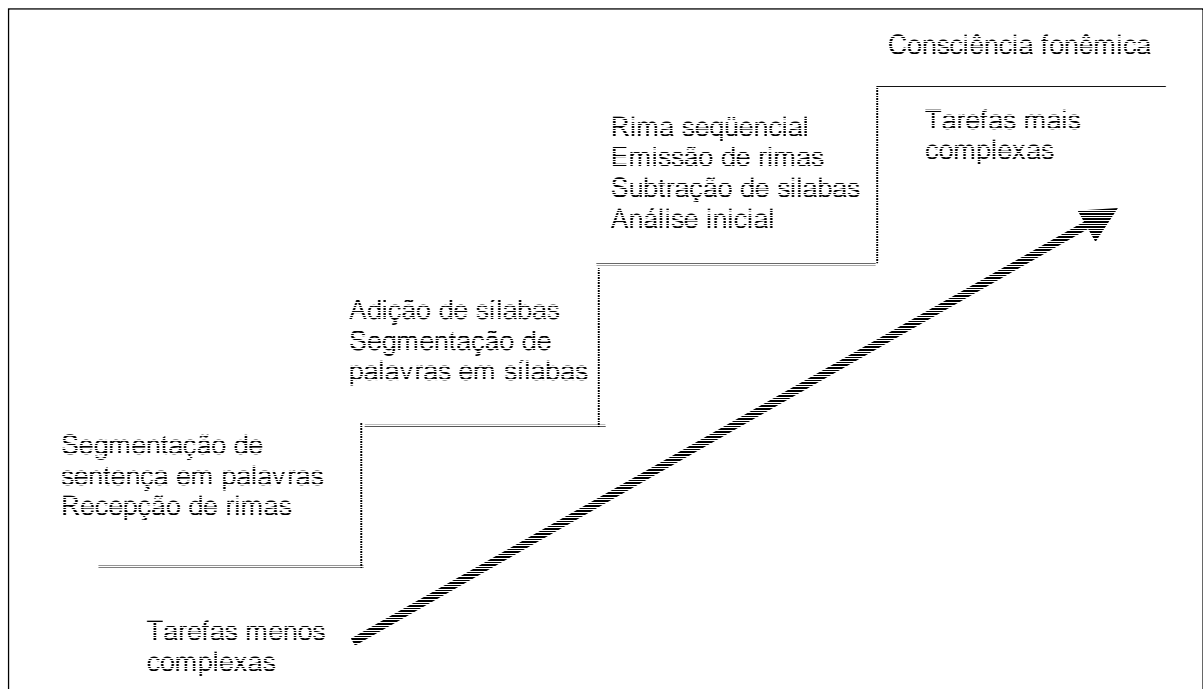 Consciência fonêmica
Tarefas mais
complexas
Rima seqüencial
Emissão de rimas
Subtração de silabas
Análise inicial
Adição de sílabas
Segmentação de
palavras em sílabas
Segmentação de
sentença em palavras
Recepção de rimas
Tarefas menos
complexas